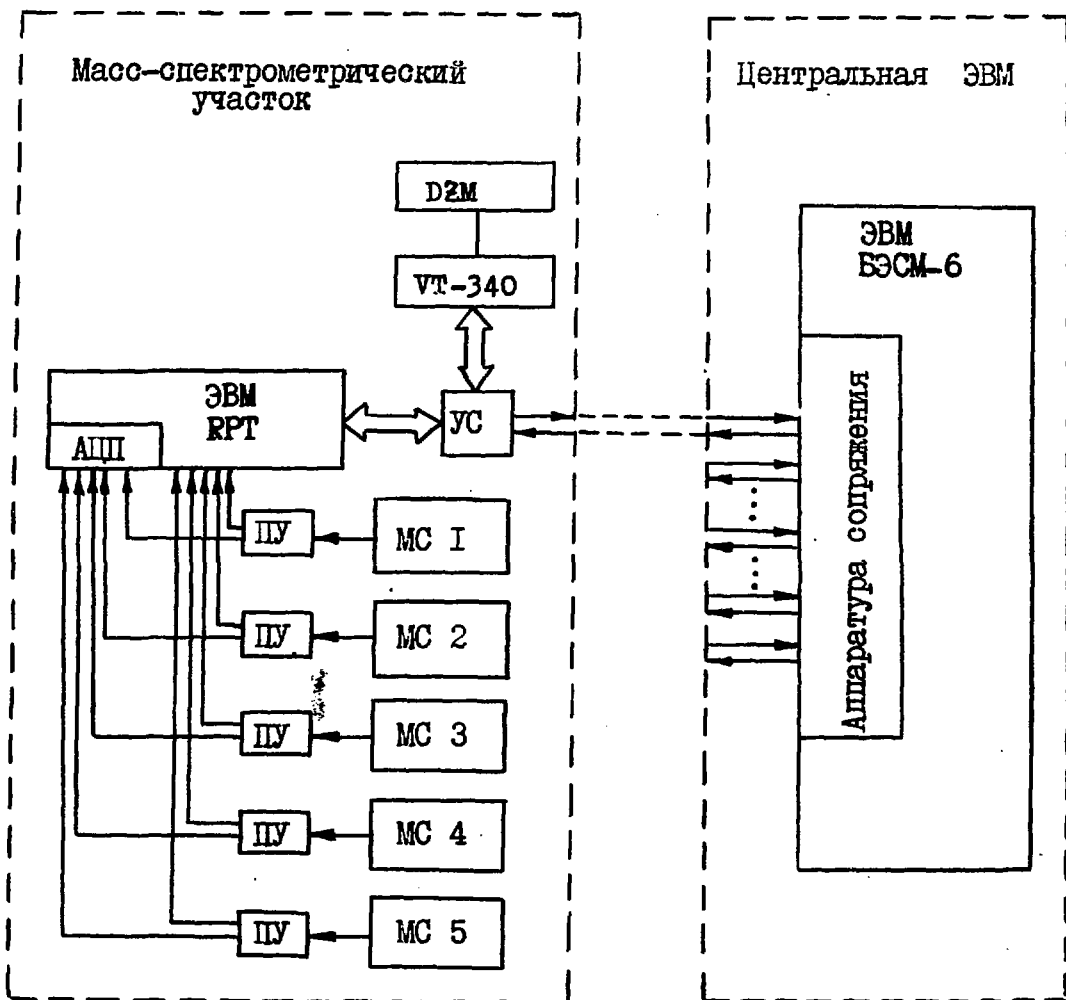 Масс-спектрометрический
участок
Центральная ЭВМ
DZM
VT-340
ЭВМ
БЭСМ-6
ЭВМ
RPT
АЦП
УС
Аппаратура сопряжения
ПУ
МС I
ПУ
МС 2
ПУ
МС 3
ПУ
МС 4
ПУ
МС 5